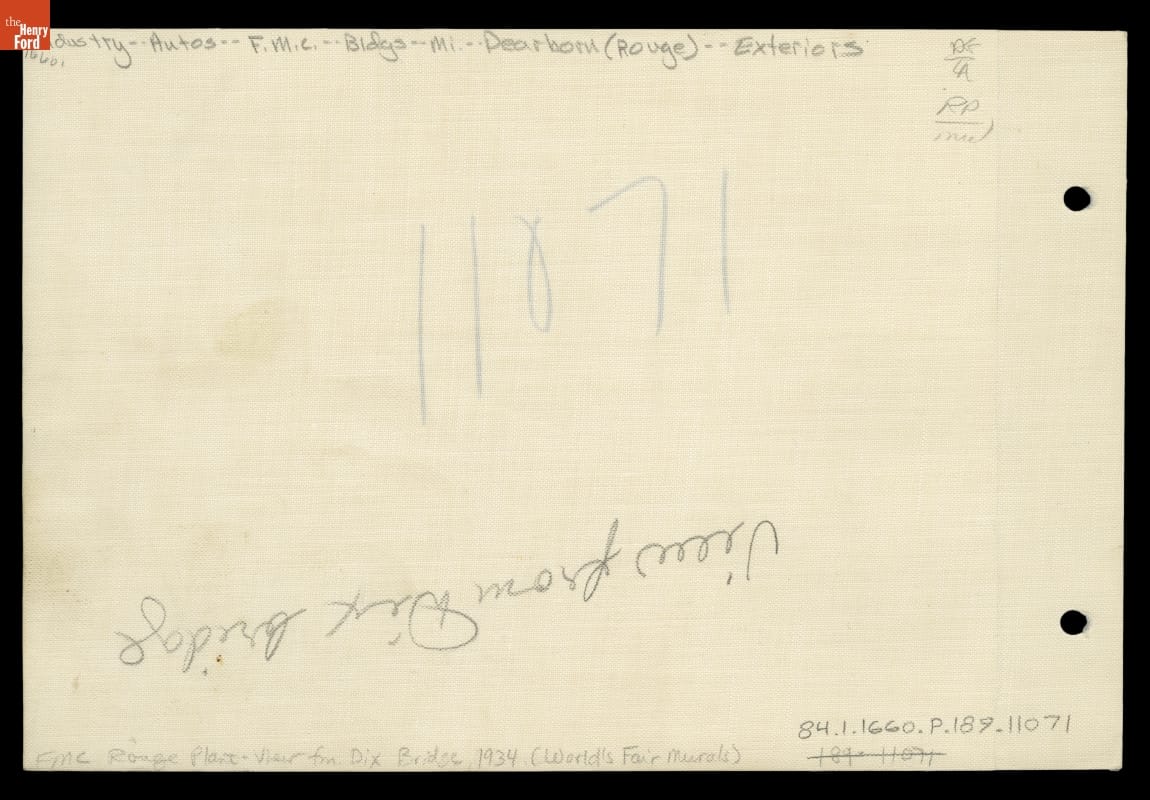 the
Henry
Ford
Industry--Autos--F.M.C.--Bldgs--Mi.--Dearborn (Rouge)--Exteriors
1660.
RP
11071
View from Dix bridge
84.1.1660.P.189.11071
FMC Rouge Plant-View fm. Dix Bridge, 1934 (World's Fair Murals)
189-11071